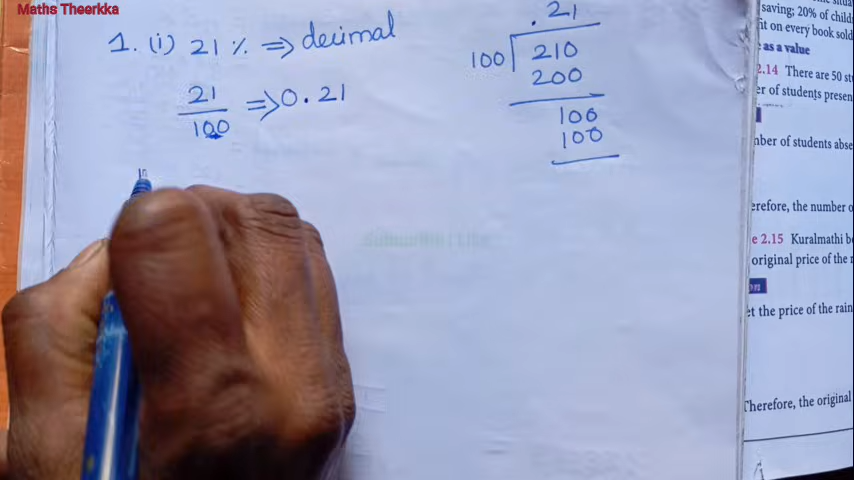 Maths Theerkka
1. (i) 21 % => decimal
21
100
=> 0.21
.21
100 210
200
100
100
saving; 20% of child
fit on every book sold
as a value
2.14 There are 50 st
er of students presen
mber of students abse
erefore, the number o
e 2.15 Kuralmathi b
original price of the r
on
et the price of the rain
Therefore, the original